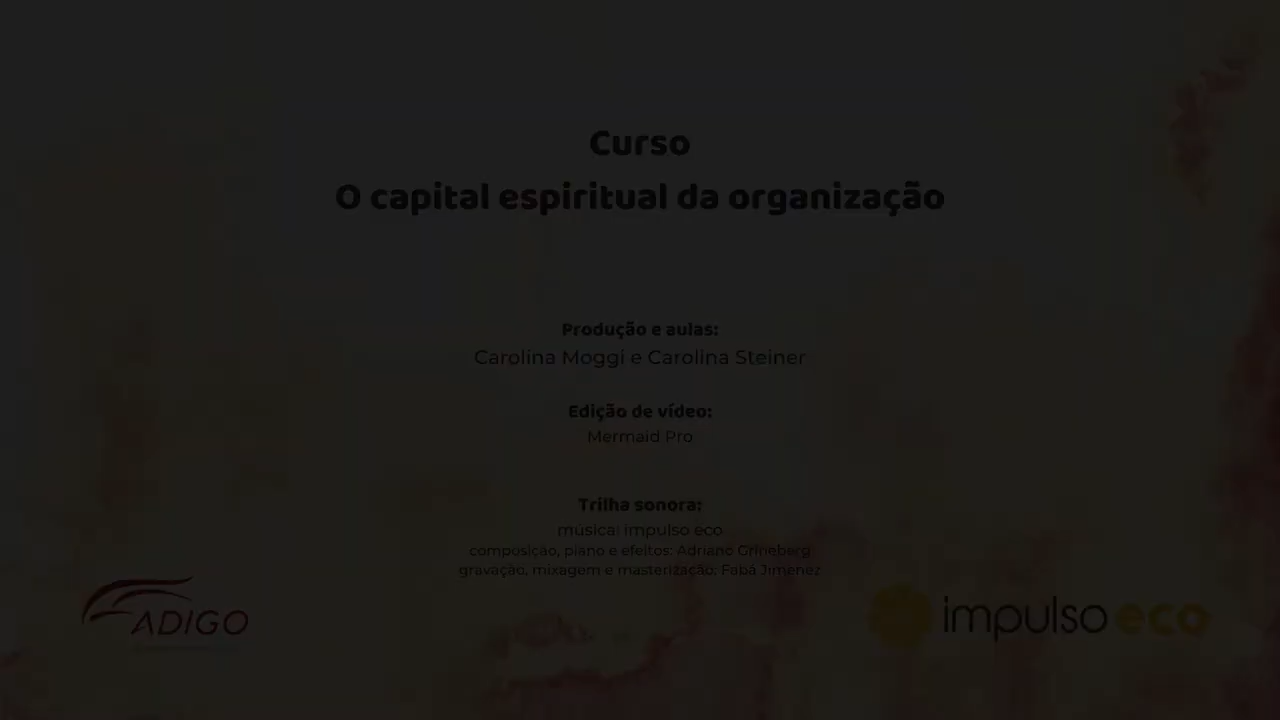 Curso
O capital espiritual da organização
Produção e aulas:
Carolina Moggi e Carolina Steiner
Edição de vídeo:
Mermaid Pro
Trilha sonora:
música: impulso eco
composição, piano e efeitos: Adriano Grineberg
gravação, mixagem e masterização: Fabá Jimenez
ADIGO
impulso eco